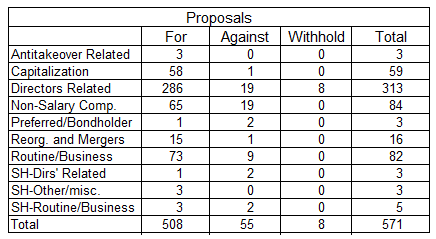 Proposals
For Against Withhold Total
Antitakeover Related 3 0 0 3
Capitalization 58 1 0 59
Directors Related 286 19 8 313
Non-Salary Comp. 65 19 0 84
Preferred/Bondholder 1 2 0 3
Reorg. and Mergers 15 1 0 16
Routine/Business 73 9 0 82
SH-Dirs' Related 1 2 0 3
SH-Other/misc. 3 0 0 3
SH-Routine/Business 3 2 0 5
Total 508 55 8 571